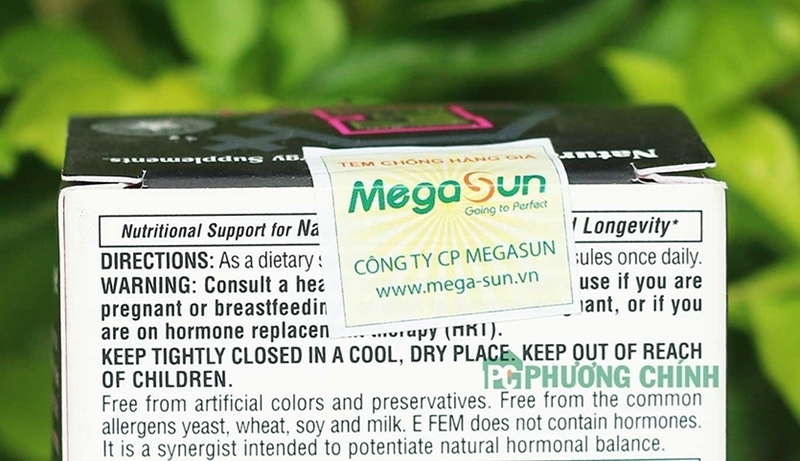 Natur
rgy Supplements.
TEM CHỐNG HÀNG GIẢ
MegaSun
Going to Perfect
CÔNG TY CP MEGASUN
www.mega-sun.vn
Nutritional Support for Na l Longevity*
DIRECTIONS: As a dietary s sules once daily.
WARNING: Consult a hea use if you are
pregnant or breastfeedin gnant, or if you
are on hormone replacen nt therapy (HRT).
KEEP TIGHTLY CLOSED IN A COOL, DRY PLACE. KEEP OUT OF REACH
OF CHILDREN.
PC PHƯƠNG CHÍNH
Free from artificial colors and preservatives. Free from the common
allergens yeast, wheat, soy and milk. E FEM does not contain hormones.
It is a synergist intended to potentiate natural hormonal balance.